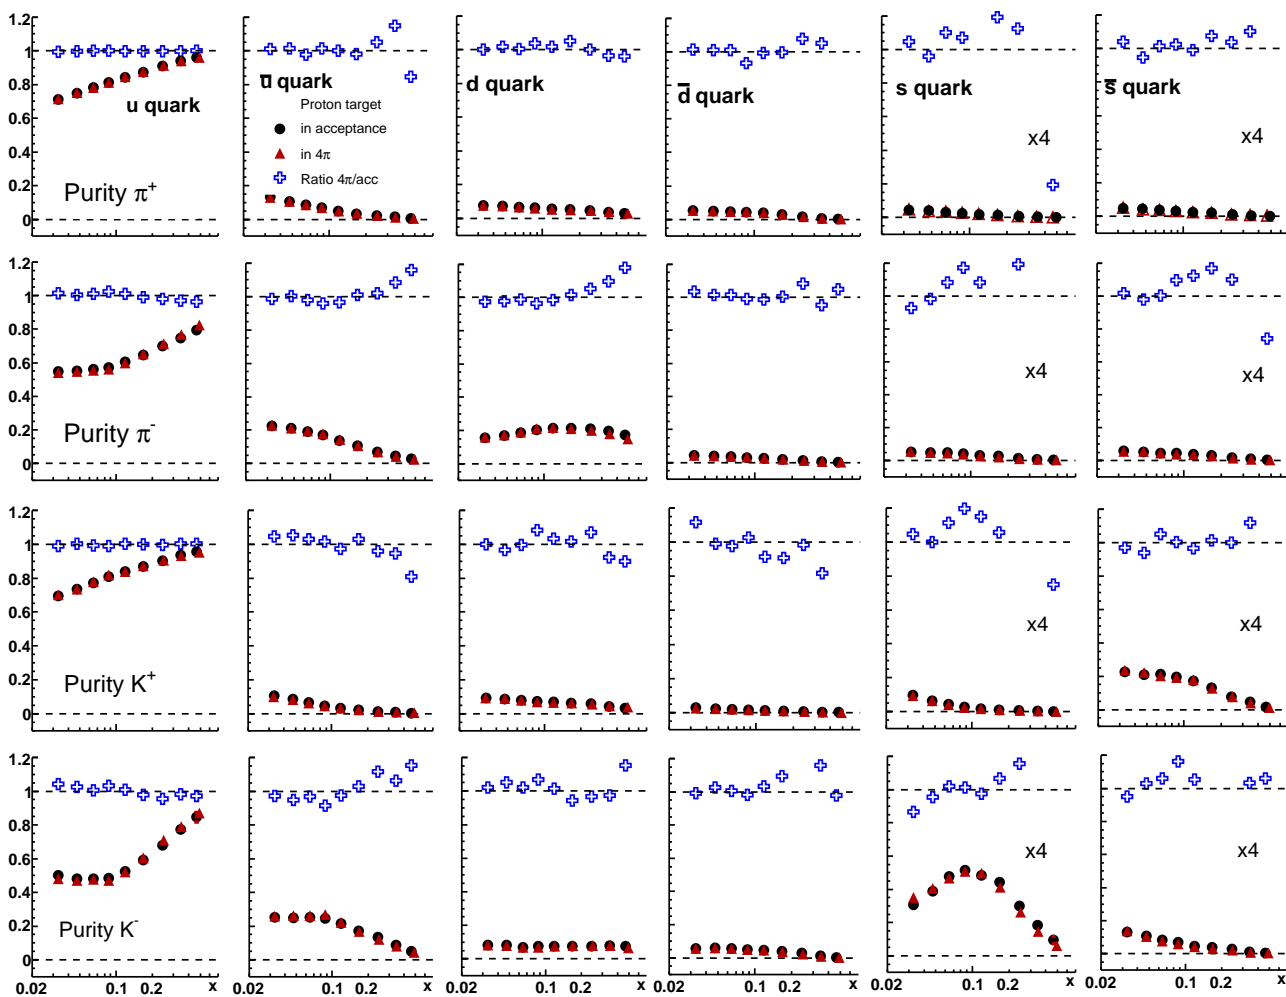 1.2
1
0.8
0.6
0.4
0.2
0
u quark
Purity π⁺
u̅ quark
Proton target
in acceptance
in 4π
Ratio 4π/acc
d quark
d̅ quark
s quark
x4
s̅ quark
x4
1.2
1
0.8
0.6
0.4
0.2
0
Purity π⁻
x4
x4
1.2
1
0.8
0.6
0.4
0.2
0
Purity K⁺
x4
x4
1.2
1
0.8
0.6
0.4
0.2
0
Purity K⁻
x4
x4
0.02 0.1 0.2 x
0.02 0.1 0.2 x
0.02 0.1 0.2 x
0.02 0.1 0.2 x
0.02 0.1 0.2 x
0.02 0.1 0.2 x